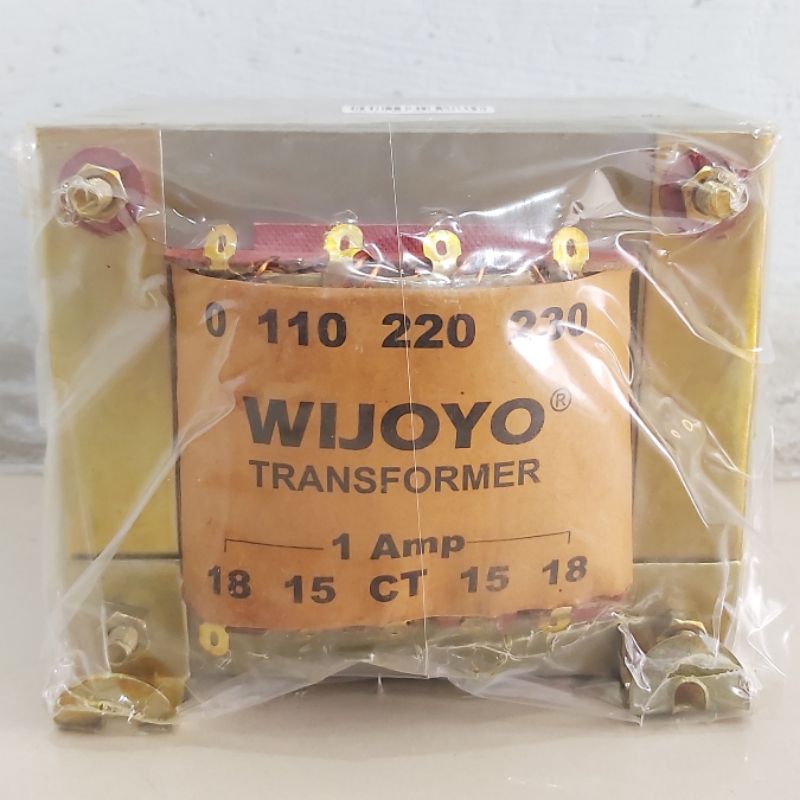 0 110 220 230
WIJOYO®
TRANSFORMER
1 Amp
18 15 CT 15 18